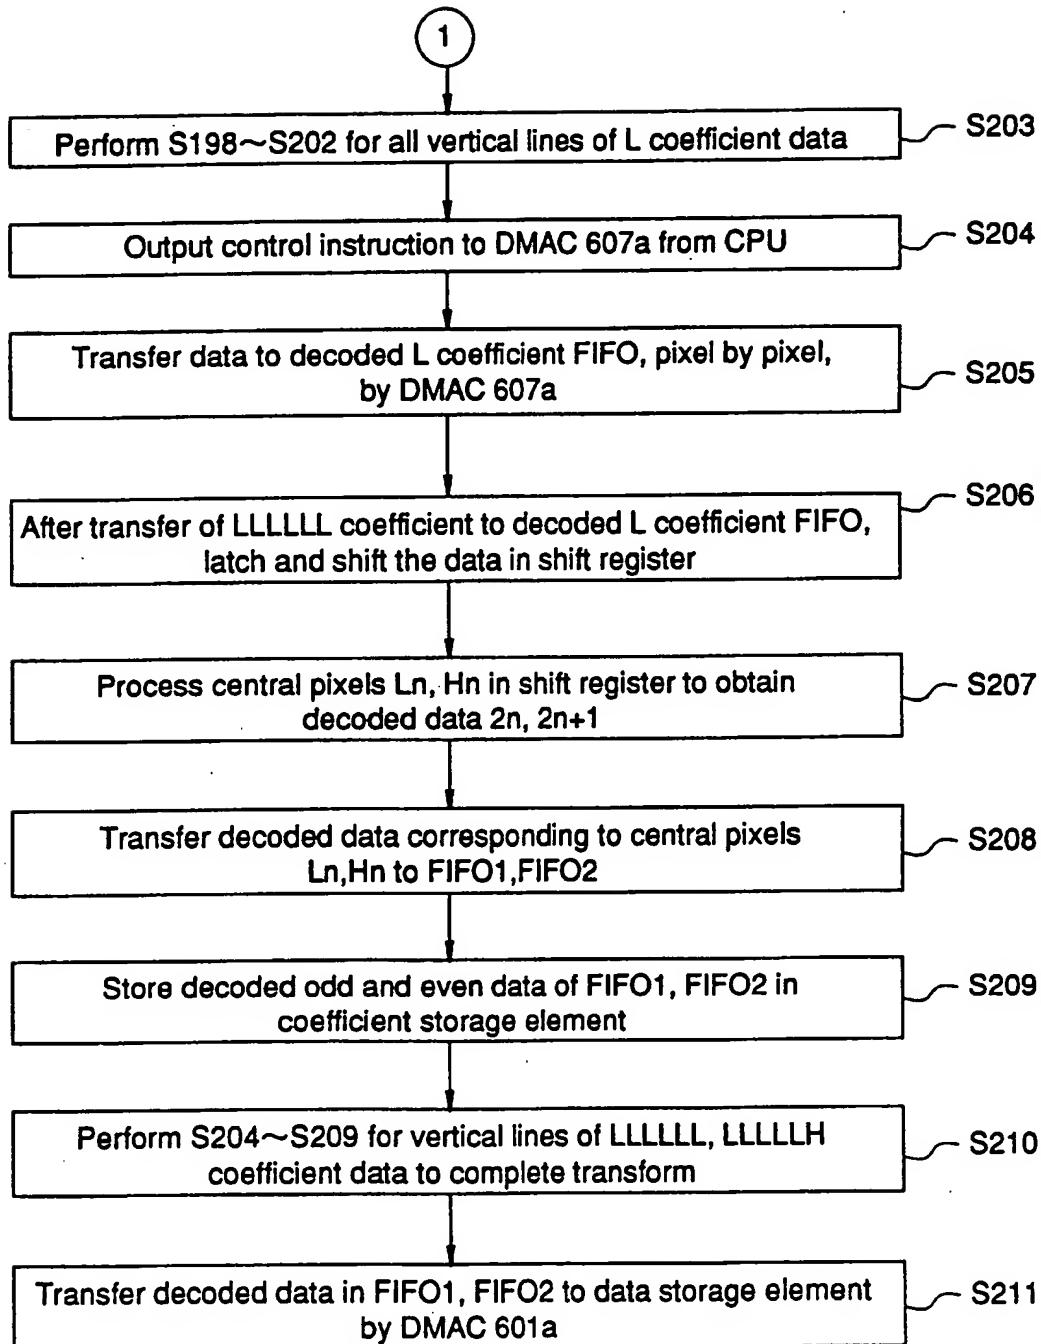 1
Perform S198~S202 for all vertical lines of L coefficient data
S203
Output control instruction to DMAC 607a from CPU
S204
Transfer data to decoded L coefficient FIFO, pixel by pixel,
by DMAC 607a
S205
After transfer of LLLLLL coefficient to decoded L coefficient FIFO,
latch and shift the data in shift register
S206
Process central pixels Ln, Hn in shift register to obtain
decoded data 2n, 2n+1
S207
Transfer decoded data corresponding to central pixels
Ln,Hn to FIFO1,FIFO2
S208
Store decoded odd and even data of FIFO1, FIFO2 in
coefficient storage element
S209
Perform S204~S209 for vertical lines of LLLLLL, LLLLLH
coefficient data to complete transform
S210
Transfer decoded data in FIFO1, FIFO2 to data storage element
by DMAC 601a
S211